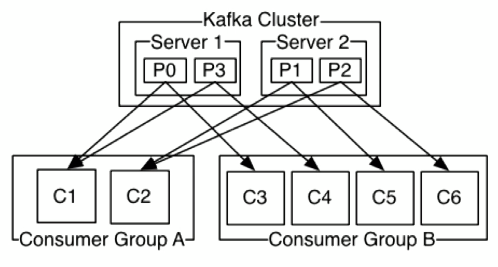 Kafka Cluster
Server 1 Server 2
P0 P3 P1 P2
C1 C2 C3 C4 C5 C6
Consumer Group A Consumer Group B